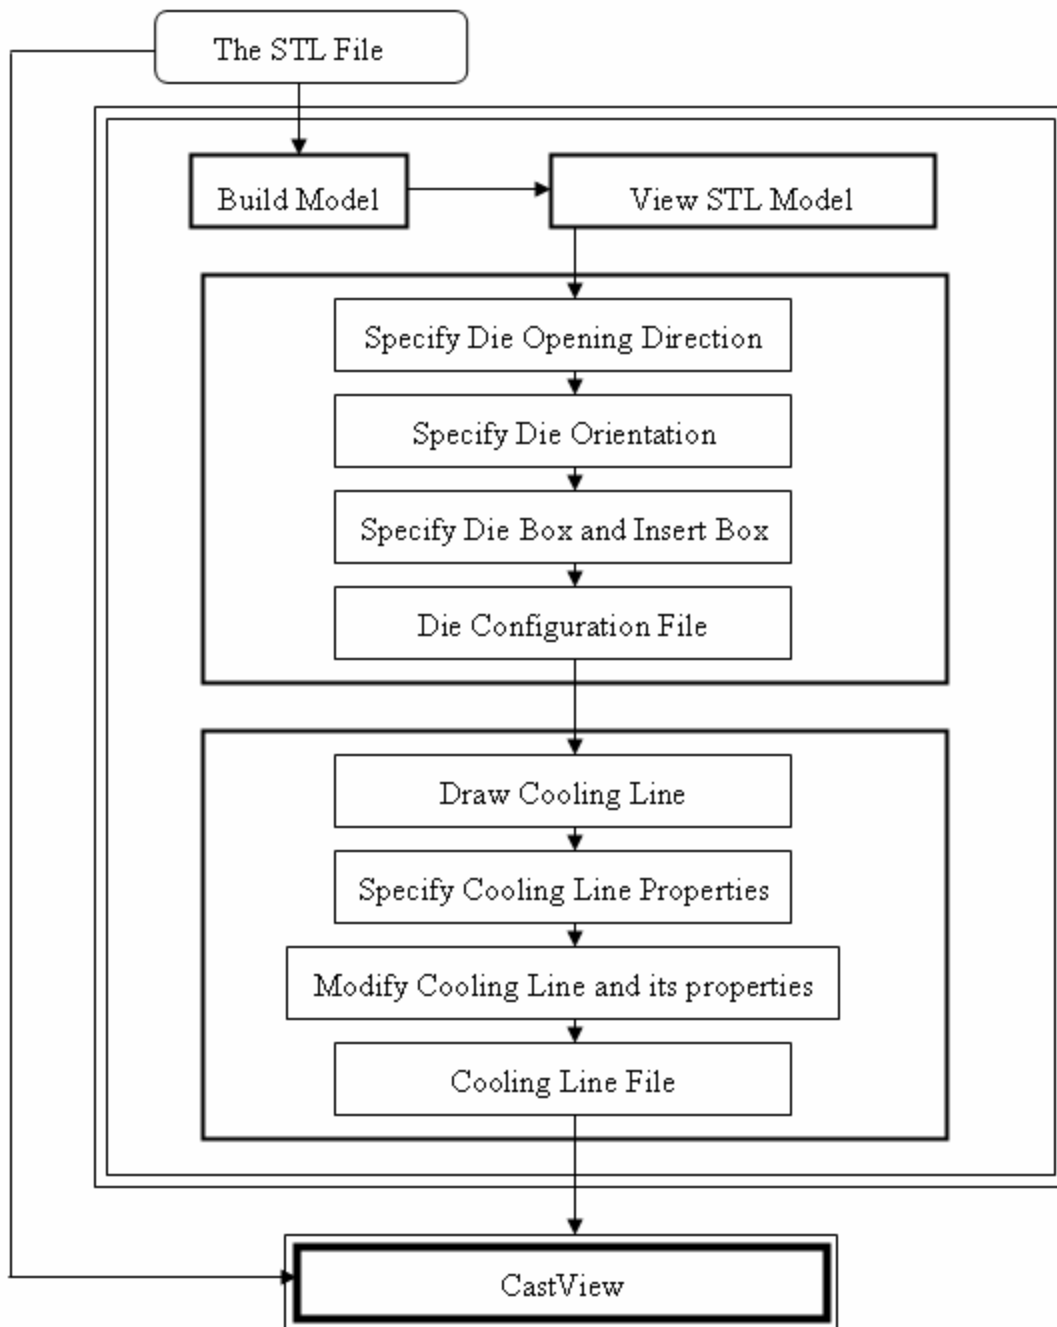 The STL File
Build Model
View STL Model
Specify Die Opening Direction
Specify Die Orientation
Specify Die Box and Insert Box
Die Configuration File
Draw Cooling Line
Specify Cooling Line Properties
Modify Cooling Line and its properties
Cooling Line File
CastView